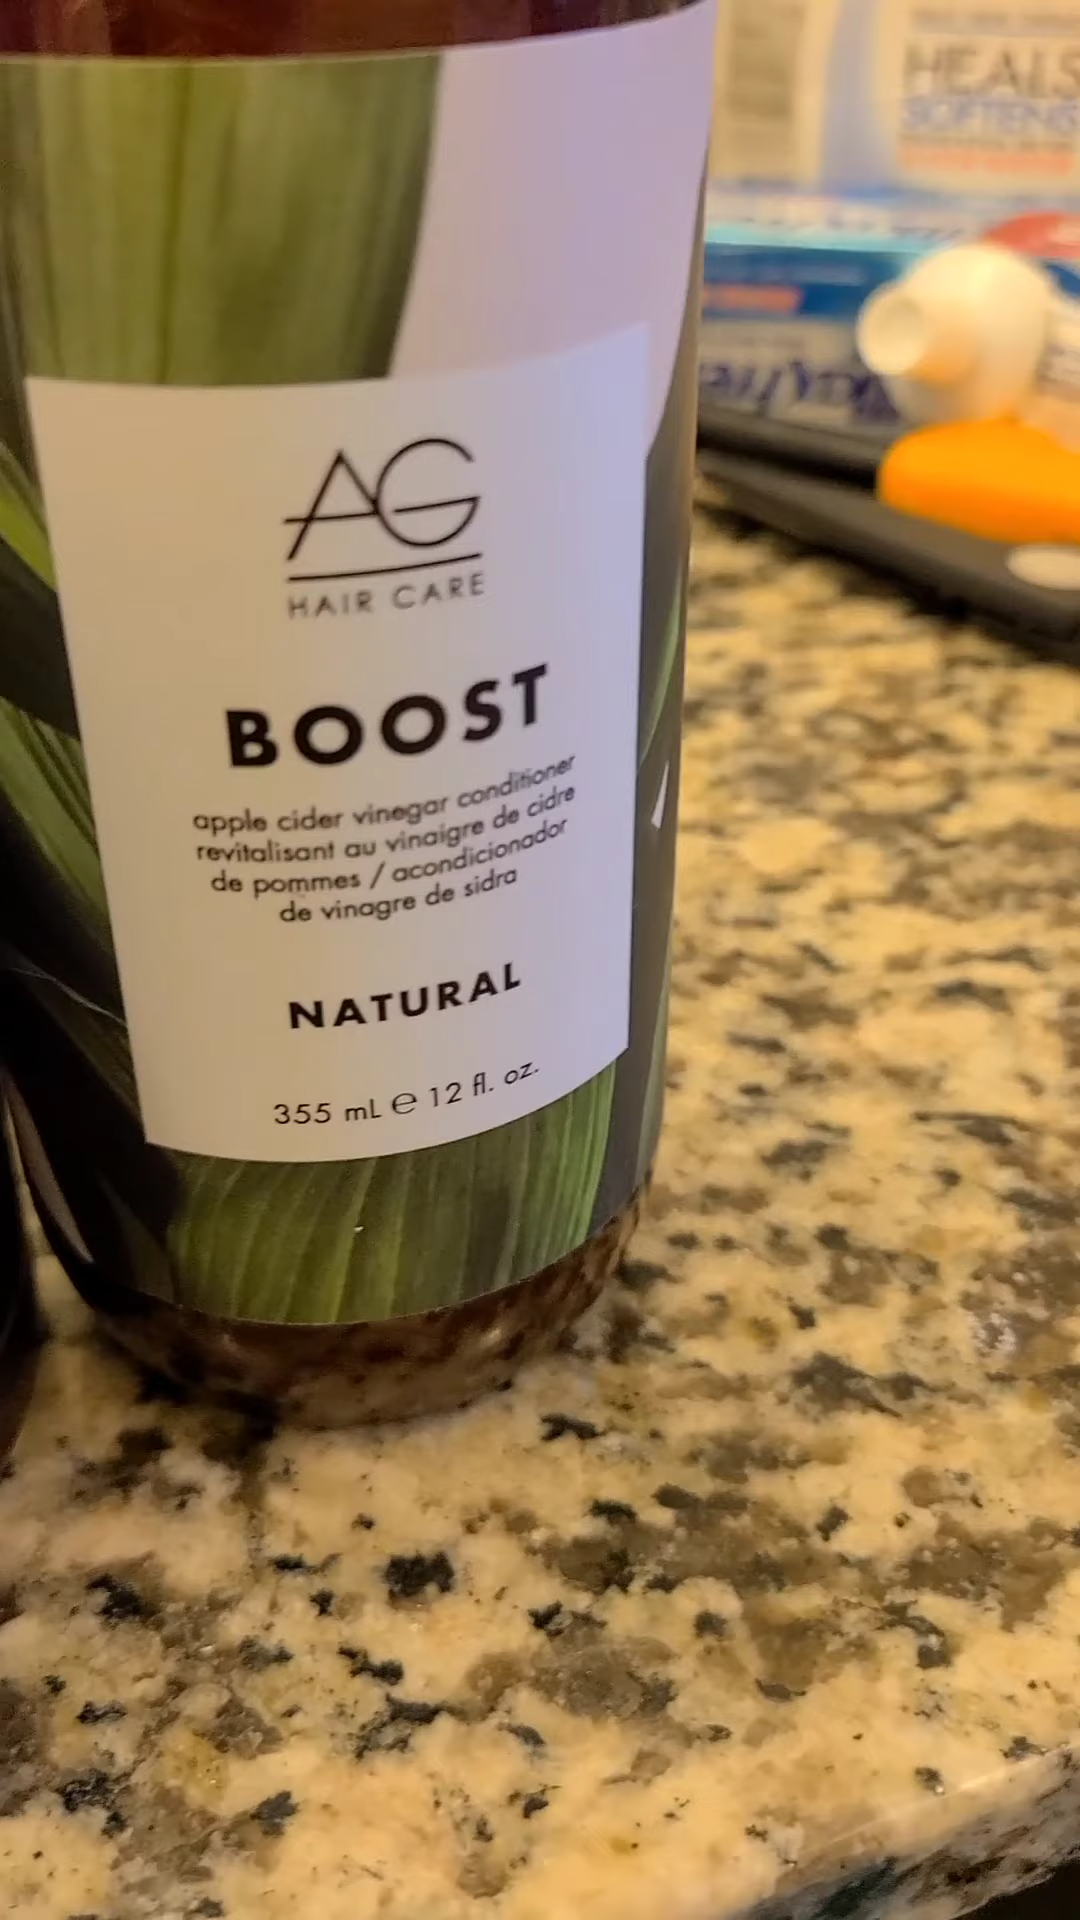 HEALS
SOFTENS
AG
HAIR CARE
BOOST
apple cider vinegar conditioner
revitalisant au vinaigre de cidre
de pommes / acondicionador
de vinagre de sidra
NATURAL
355 mL ℮ 12 fl. oz.